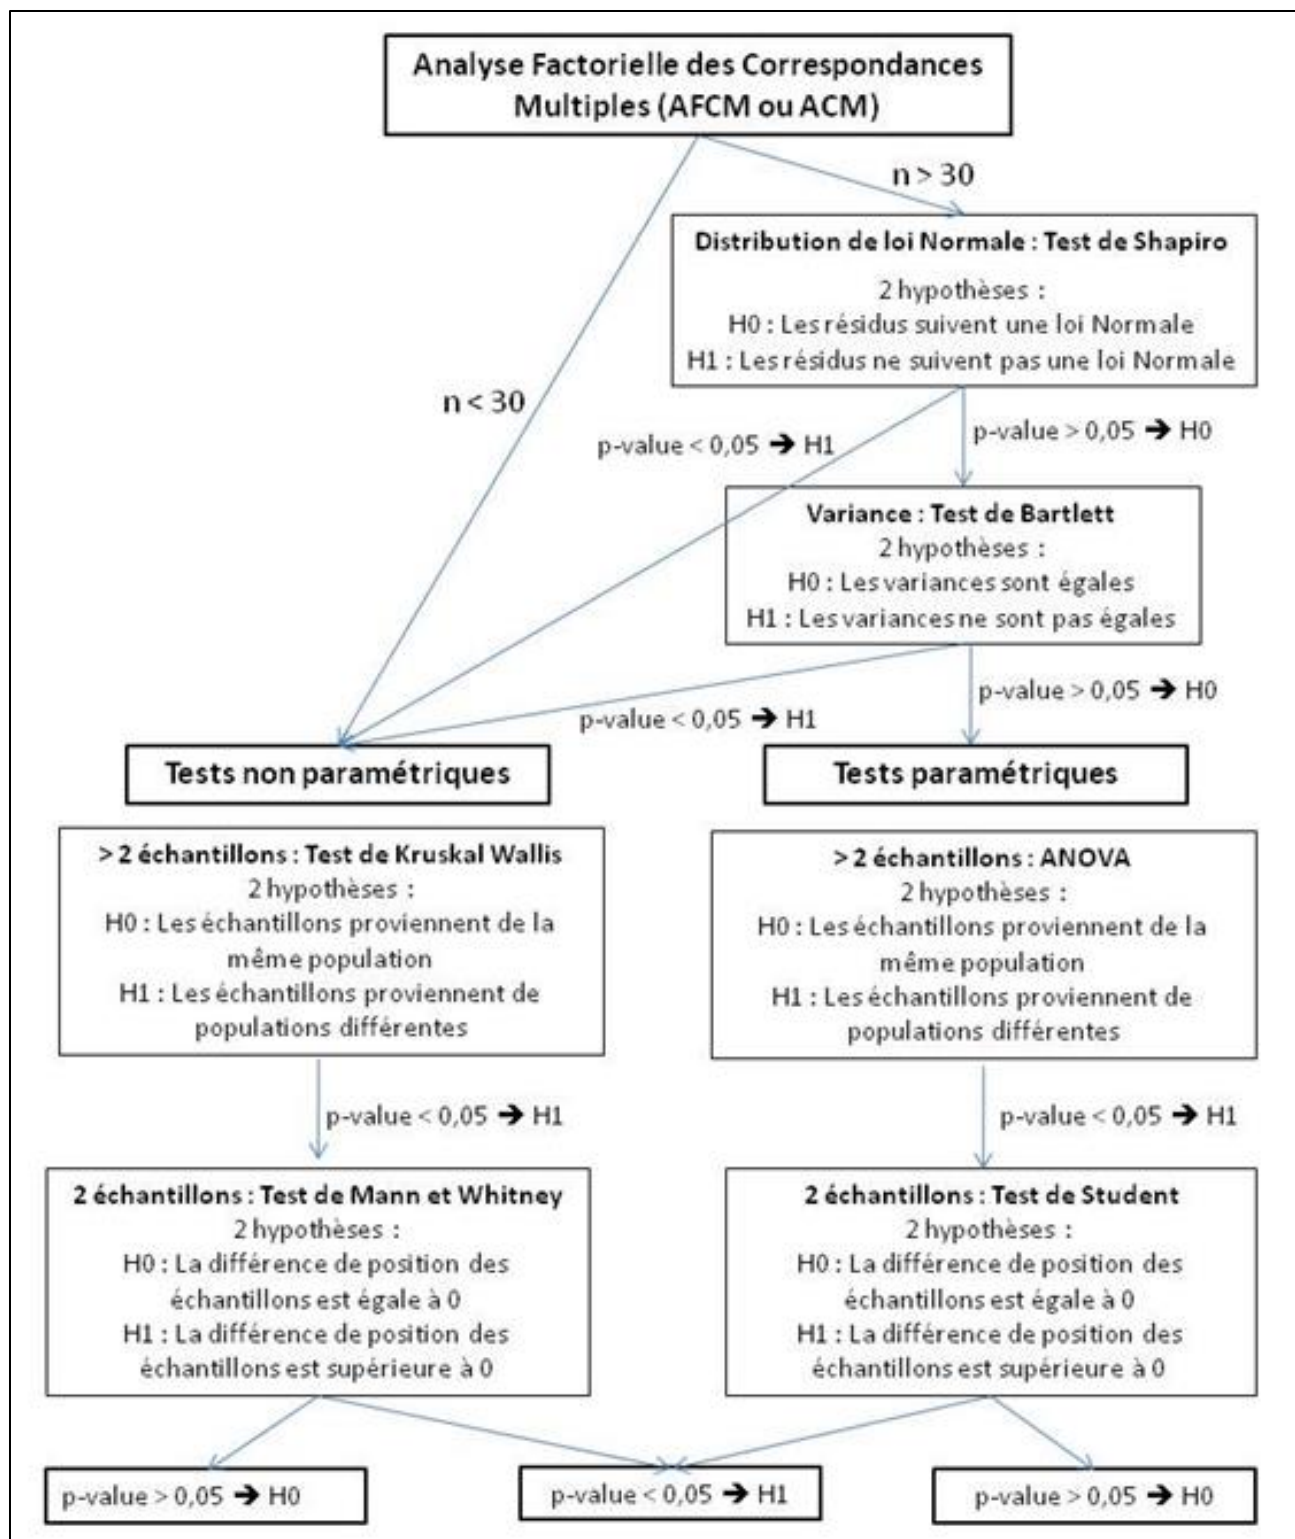 Analyse Factorielle des Correspondances
Multiples (AFCM ou ACM)
n > 30
Distribution de loi Normale : Test de Shapiro
2 hypothèses :
H0 : Les résidus suivent une loi Normale
H1 : Les résidus ne suivent pas une loi Normale
n < 30
p-value < 0,05 ➔ H1
p-value > 0,05 ➔ H0
Variance : Test de Bartlett
2 hypothèses :
H0 : Les variances sont égales
H1 : Les variances ne sont pas égales
p-value < 0,05 ➔ H1
p-value > 0,05 ➔ H0
Tests non paramétriques
> 2 échantillons : Test de Kruskal Wallis
2 hypothèses :
H0 : Les échantillons proviennent de la
même population
H1 : Les échantillons proviennent de
populations différentes
p-value < 0,05 ➔ H1
2 échantillons : Test de Mann et Whitney
2 hypothèses :
H0 : La différence de position des
échantillons est égale à 0
H1 : La différence de position des
échantillons est supérieure à 0
Tests paramétriques
> 2 échantillons : ANOVA
2 hypothèses :
H0 : Les échantillons proviennent de la
même population
H1 : Les échantillons proviennent de
populations différentes
p-value < 0,05 ➔ H1
2 échantillons : Test de Student
2 hypothèses :
H0 : La différence de position des
échantillons est égale à 0
H1 : La différence de position des
échantillons est supérieure à 0
p-value > 0,05 ➔ H0
p-value < 0,05 ➔ H1
p-value > 0,05 ➔ H0